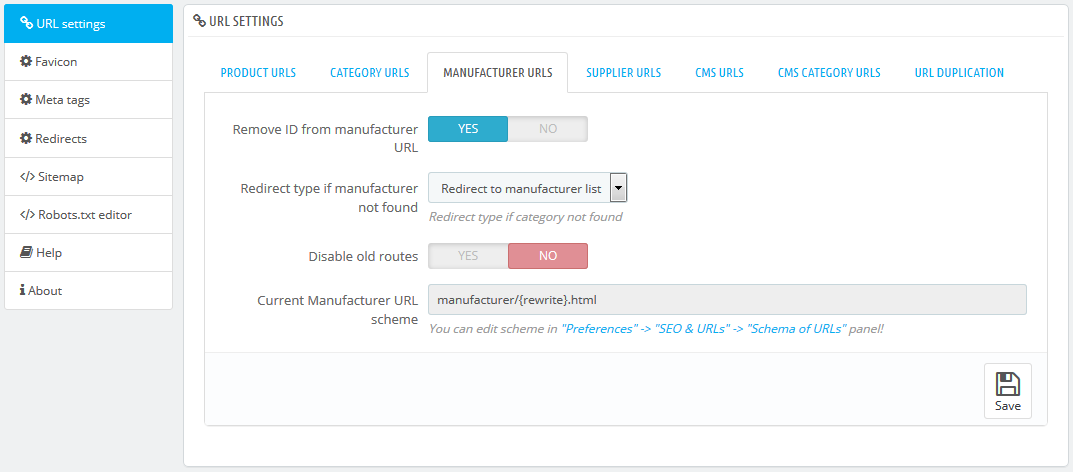 URL settings
Favicon
Meta tags
Redirects
Sitemap
Robots.txt editor
Help
About
URL SETTINGS
PRODUCT URLS CATEGORY URLS MANUFACTURER URLS SUPPLIER URLS CMS URLS CMS CATEGORY URLS URL DUPLICATION
Remove ID from manufacturer
URL
YES NO
Redirect type if manufacturer
not found
Redirect to manufacturer list
Redirect type if category not found
Disable old routes
YES NO
Current Manufacturer URL
scheme
manufacturer/{rewrite}.html
You can edit scheme in "Preferences" -> "SEO & URLs" -> "Schema of URLs" panel!
Save